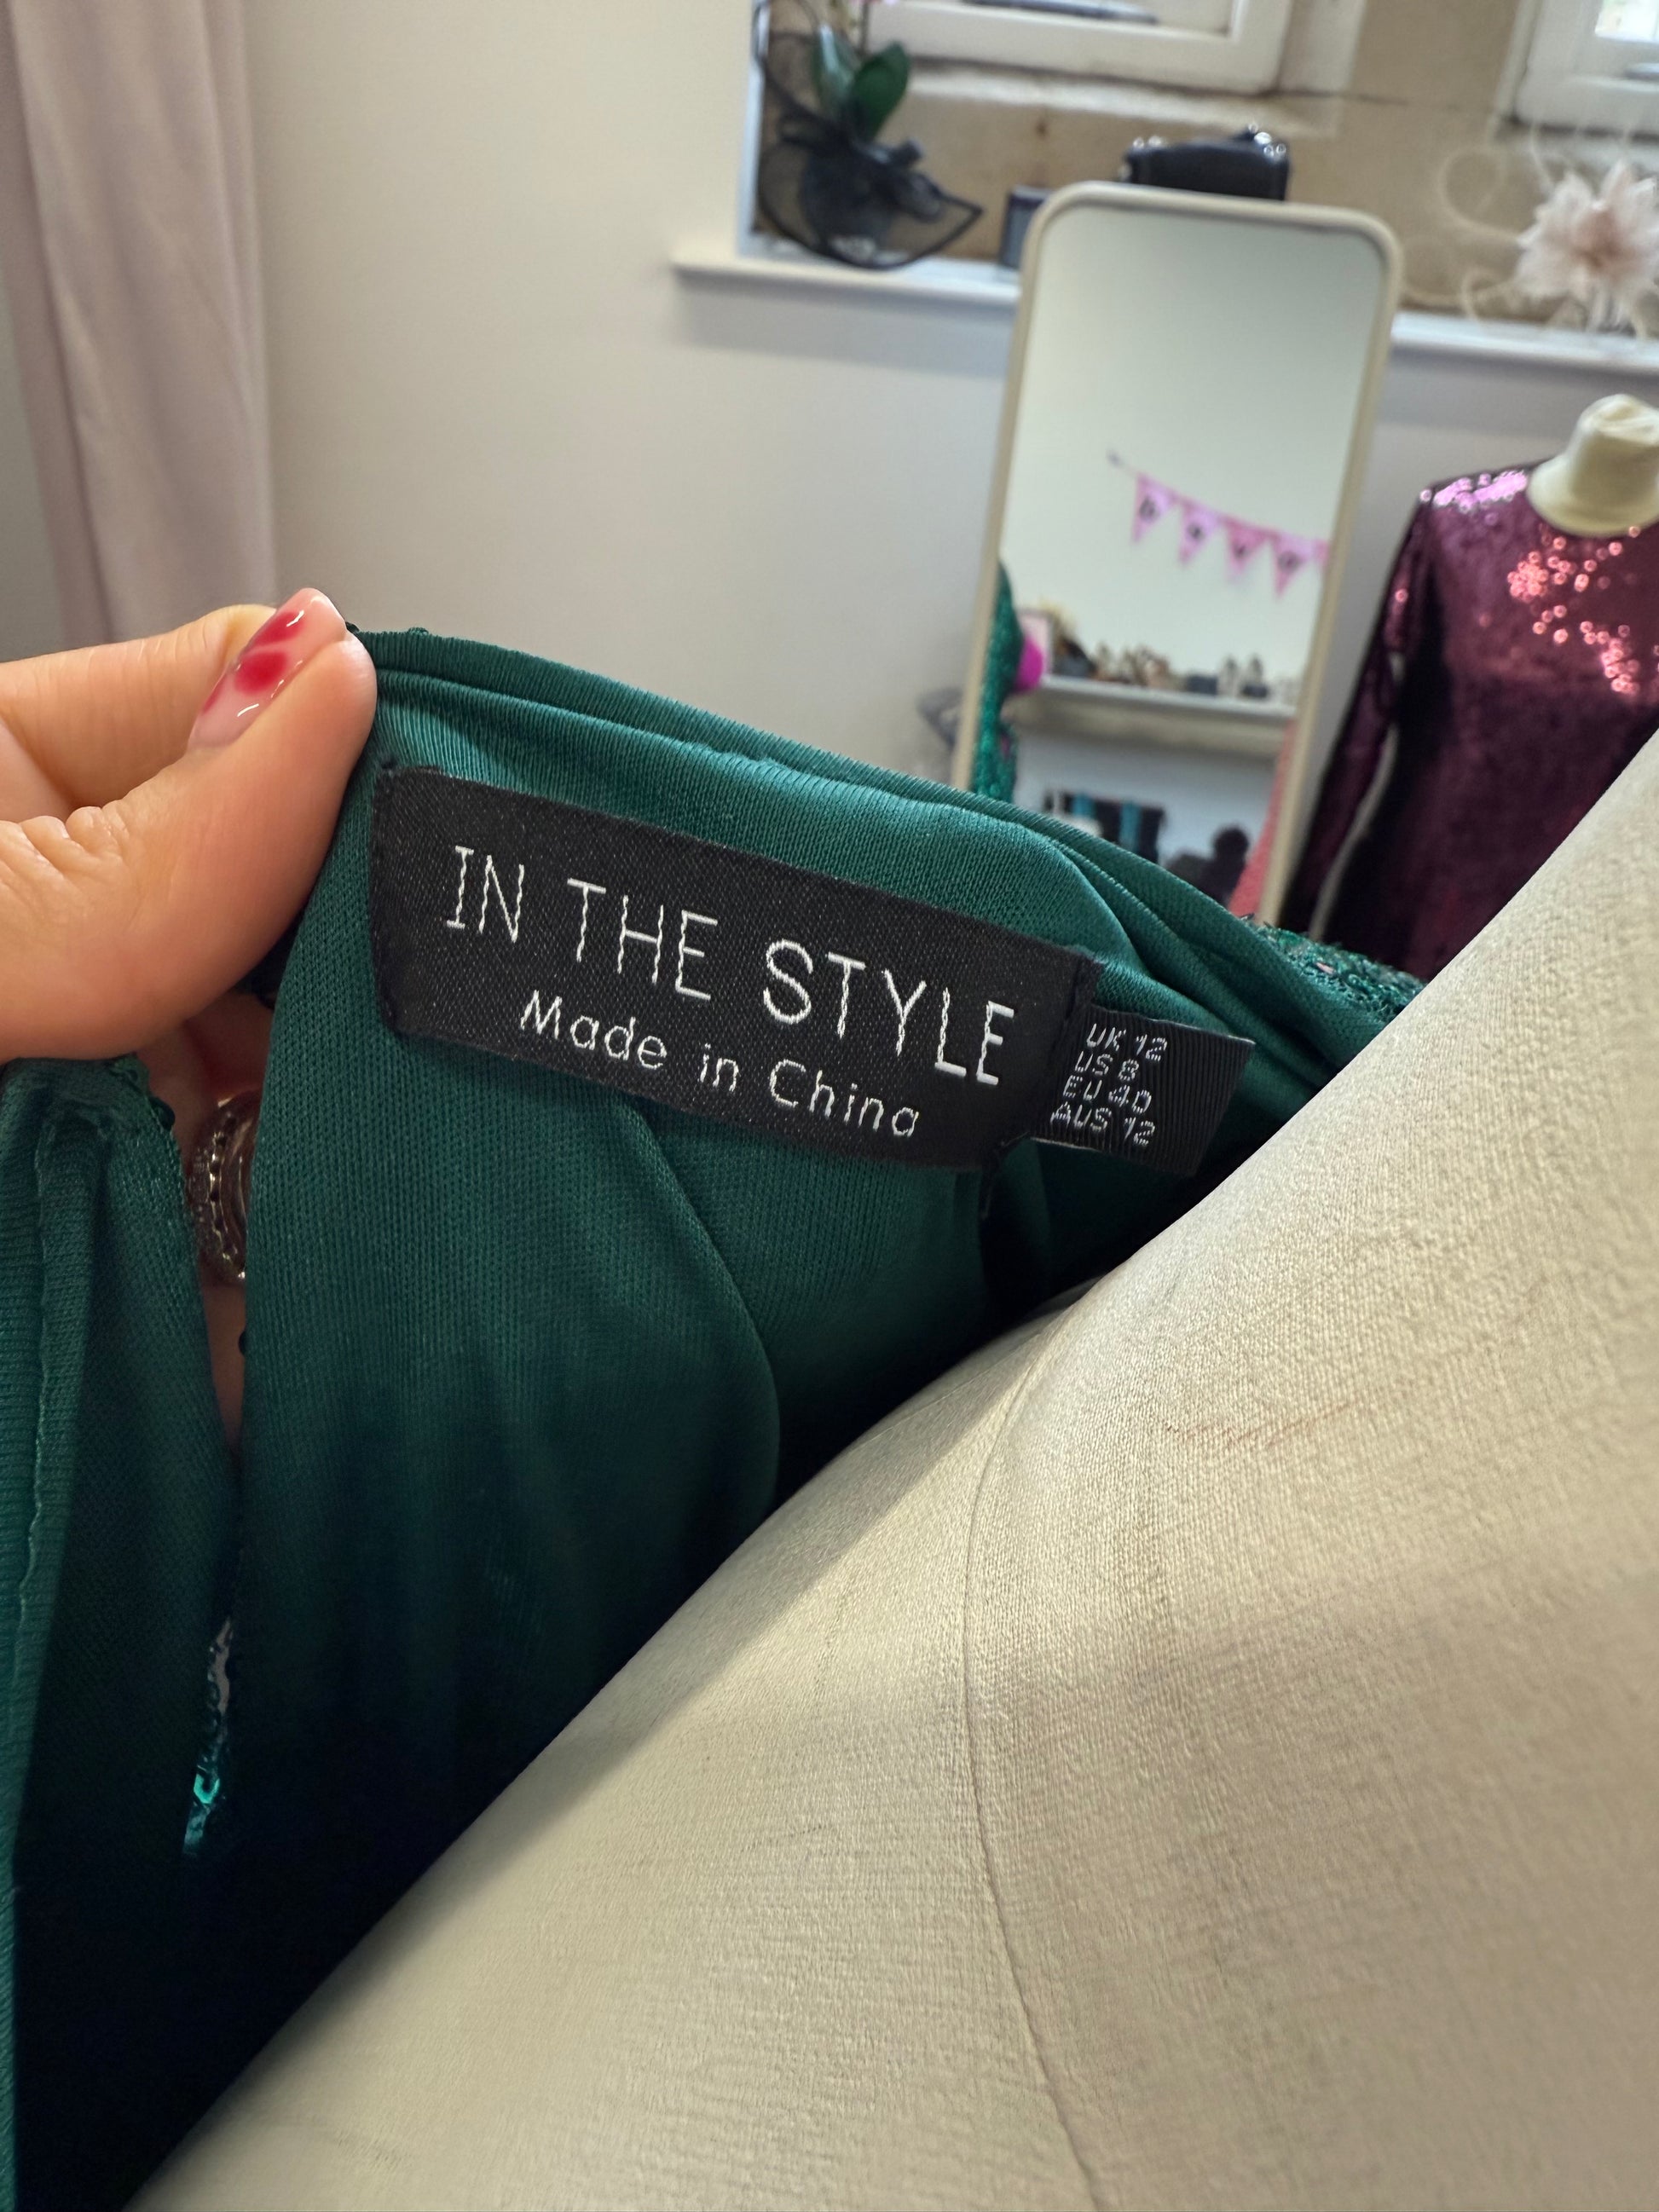 IN THE STYLE
Made in China
UK 12
US 8
EU 40
AUS 12